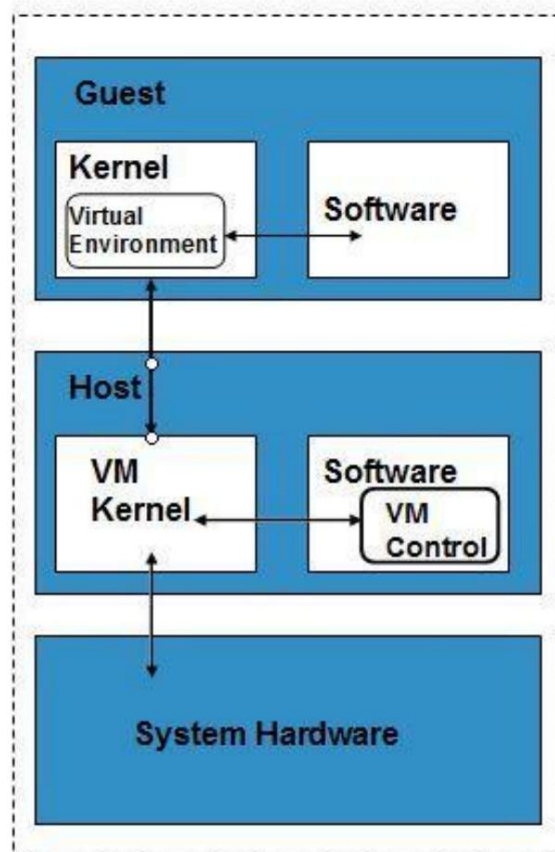 Guest
Kernel
Virtual
Environment
Software
Host
VM
Kernel
Software
VM
Control
System Hardware